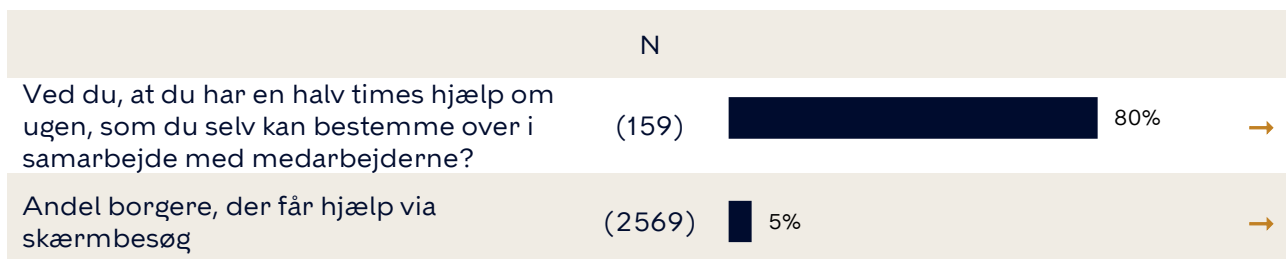 N
Ved du, at du har en halv times hjælp om
ugen, som du selv kan bestemme over i
samarbejde med medarbejderne?
(159)
80%
→
Andel borgere, der får hjælp via
skærmbesøg
(2569)
5%
→